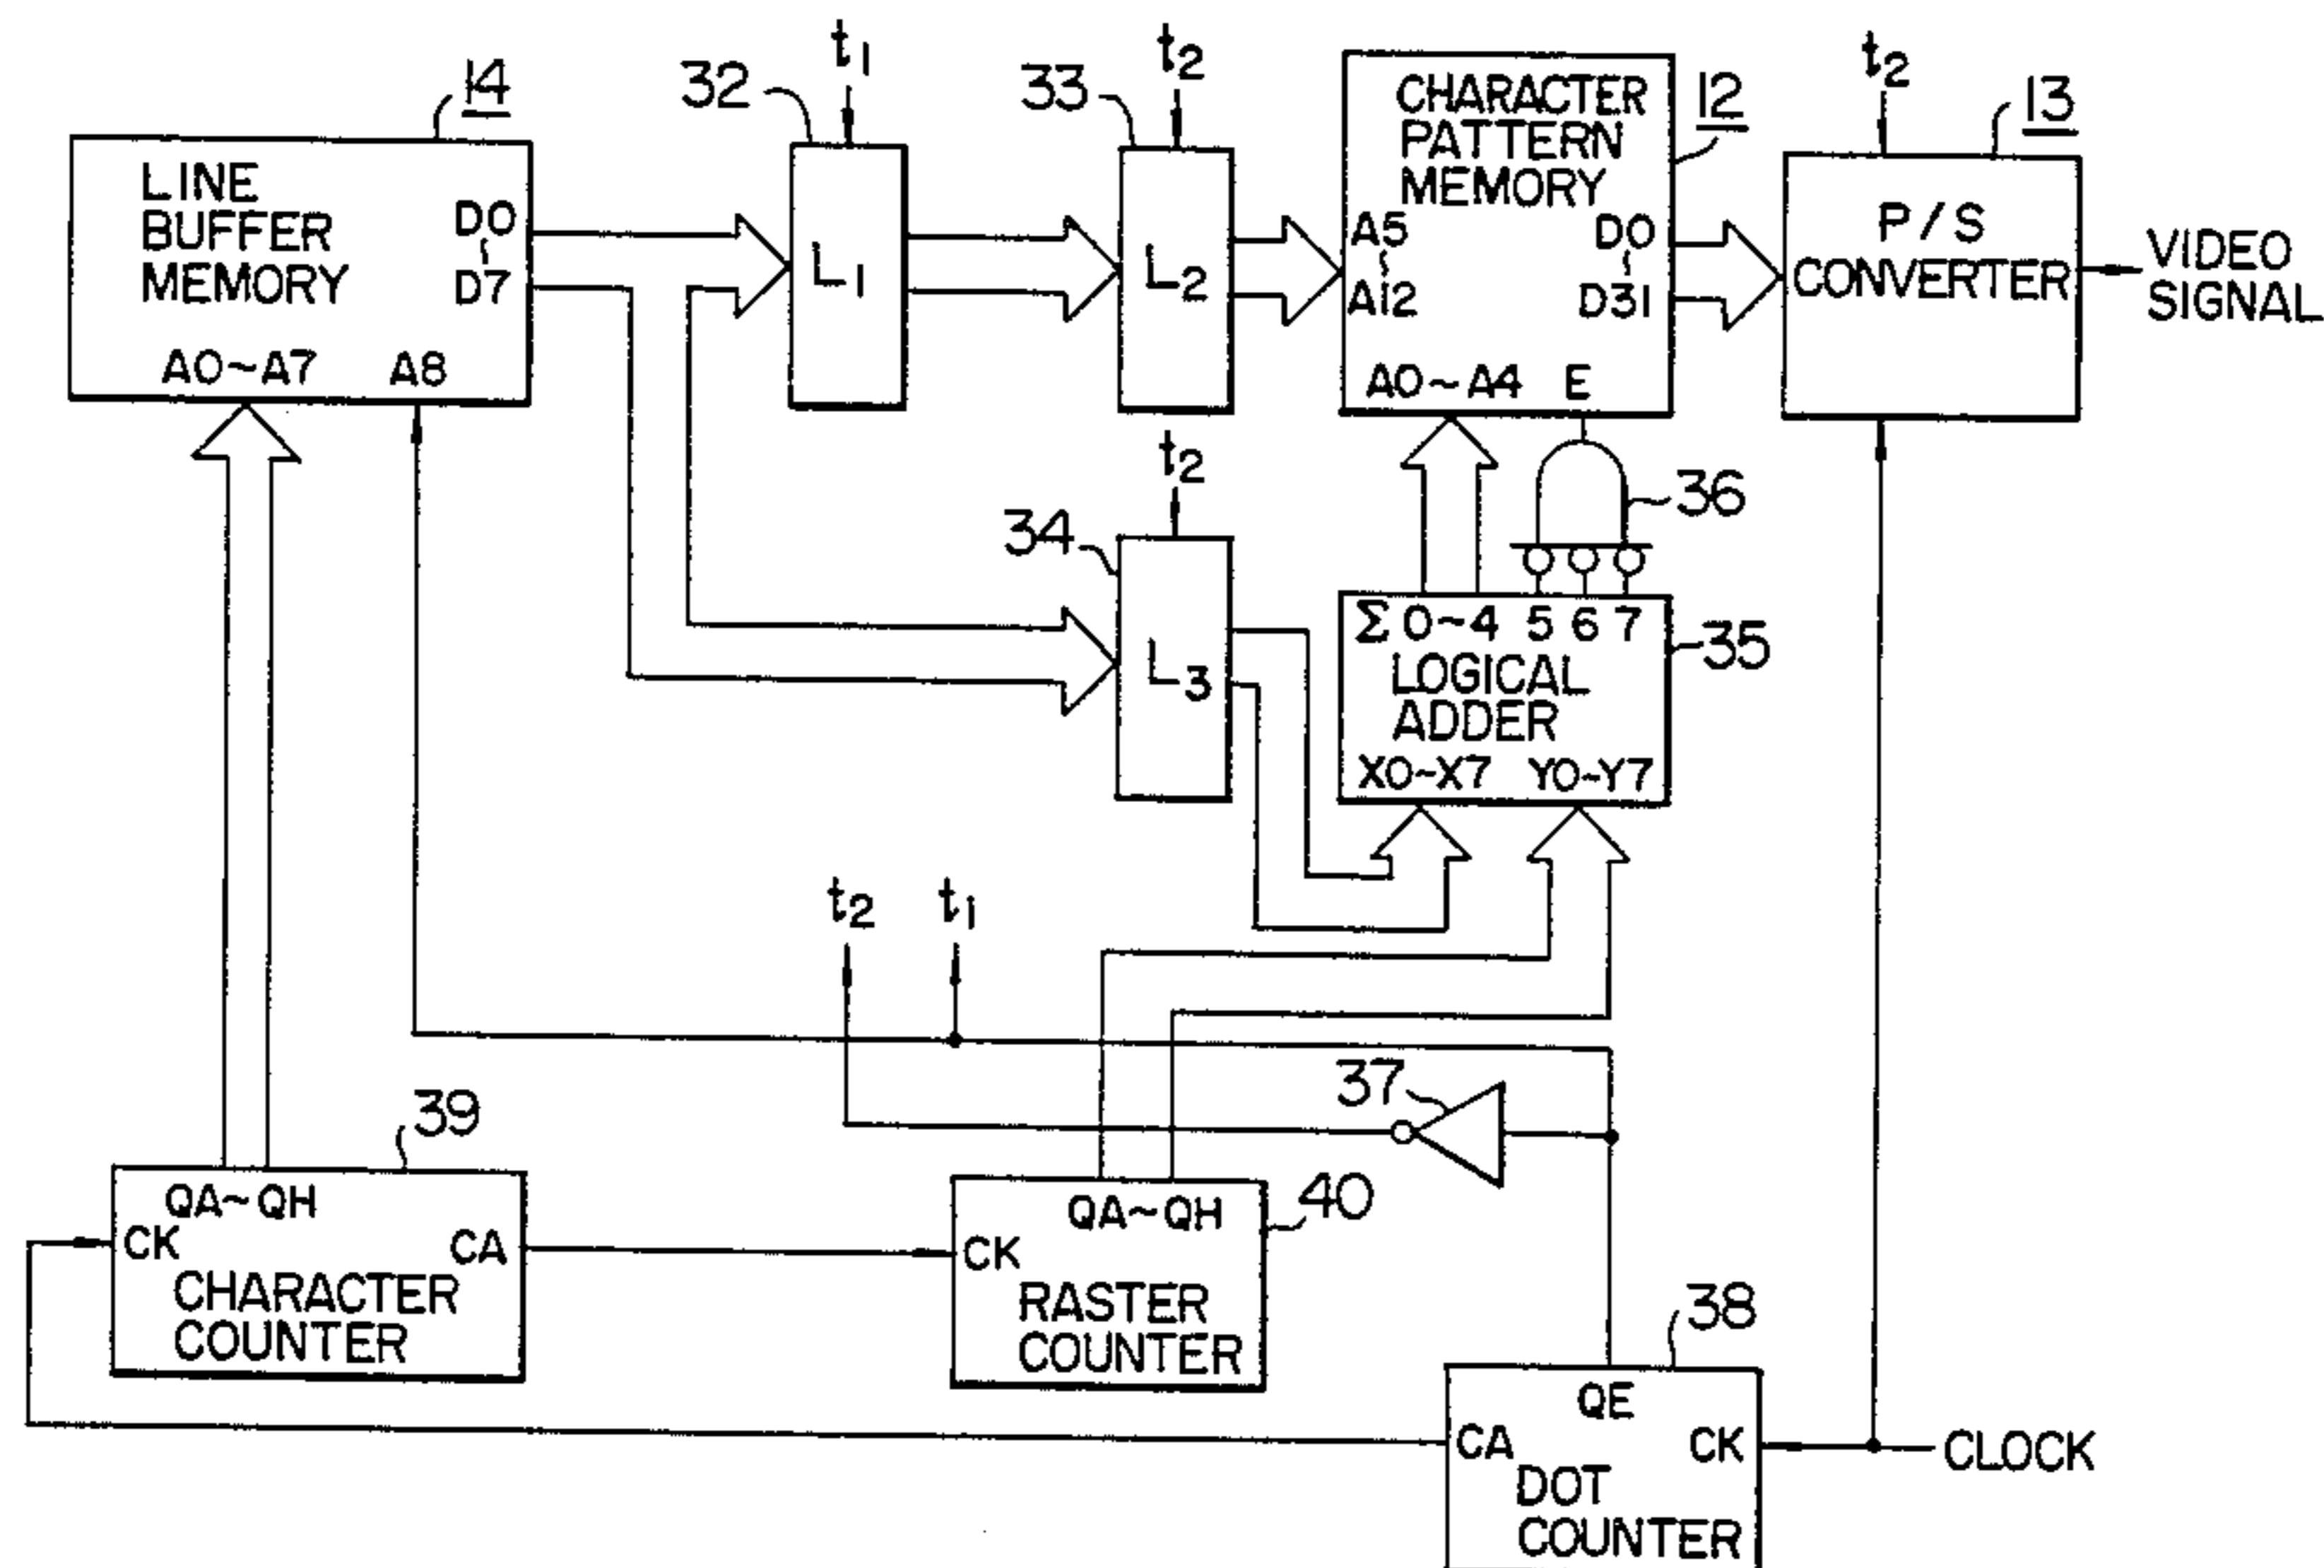 t1
t2
t2
14
32
33
12
13
LINE
BUFFER
MEMORY
D0
D7
A0~A7
A8
L1
L2
CHARACTER
PATTERN
MEMORY
A5
A12
D0
D31
A0~A4
E
P/S
CONVERTER
VIDEO
SIGNAL
t2
34
L3
36
Σ 0~4 5 6 7
LOGICAL
ADDER
X0~X7 Y0~Y7
35
t2
t1
37
39
QA~QH
CK
CA
CHARACTER
COUNTER
QA~QH
CK
RASTER
COUNTER
40
38
QE
CA
CK
DOT
COUNTER
CLOCK